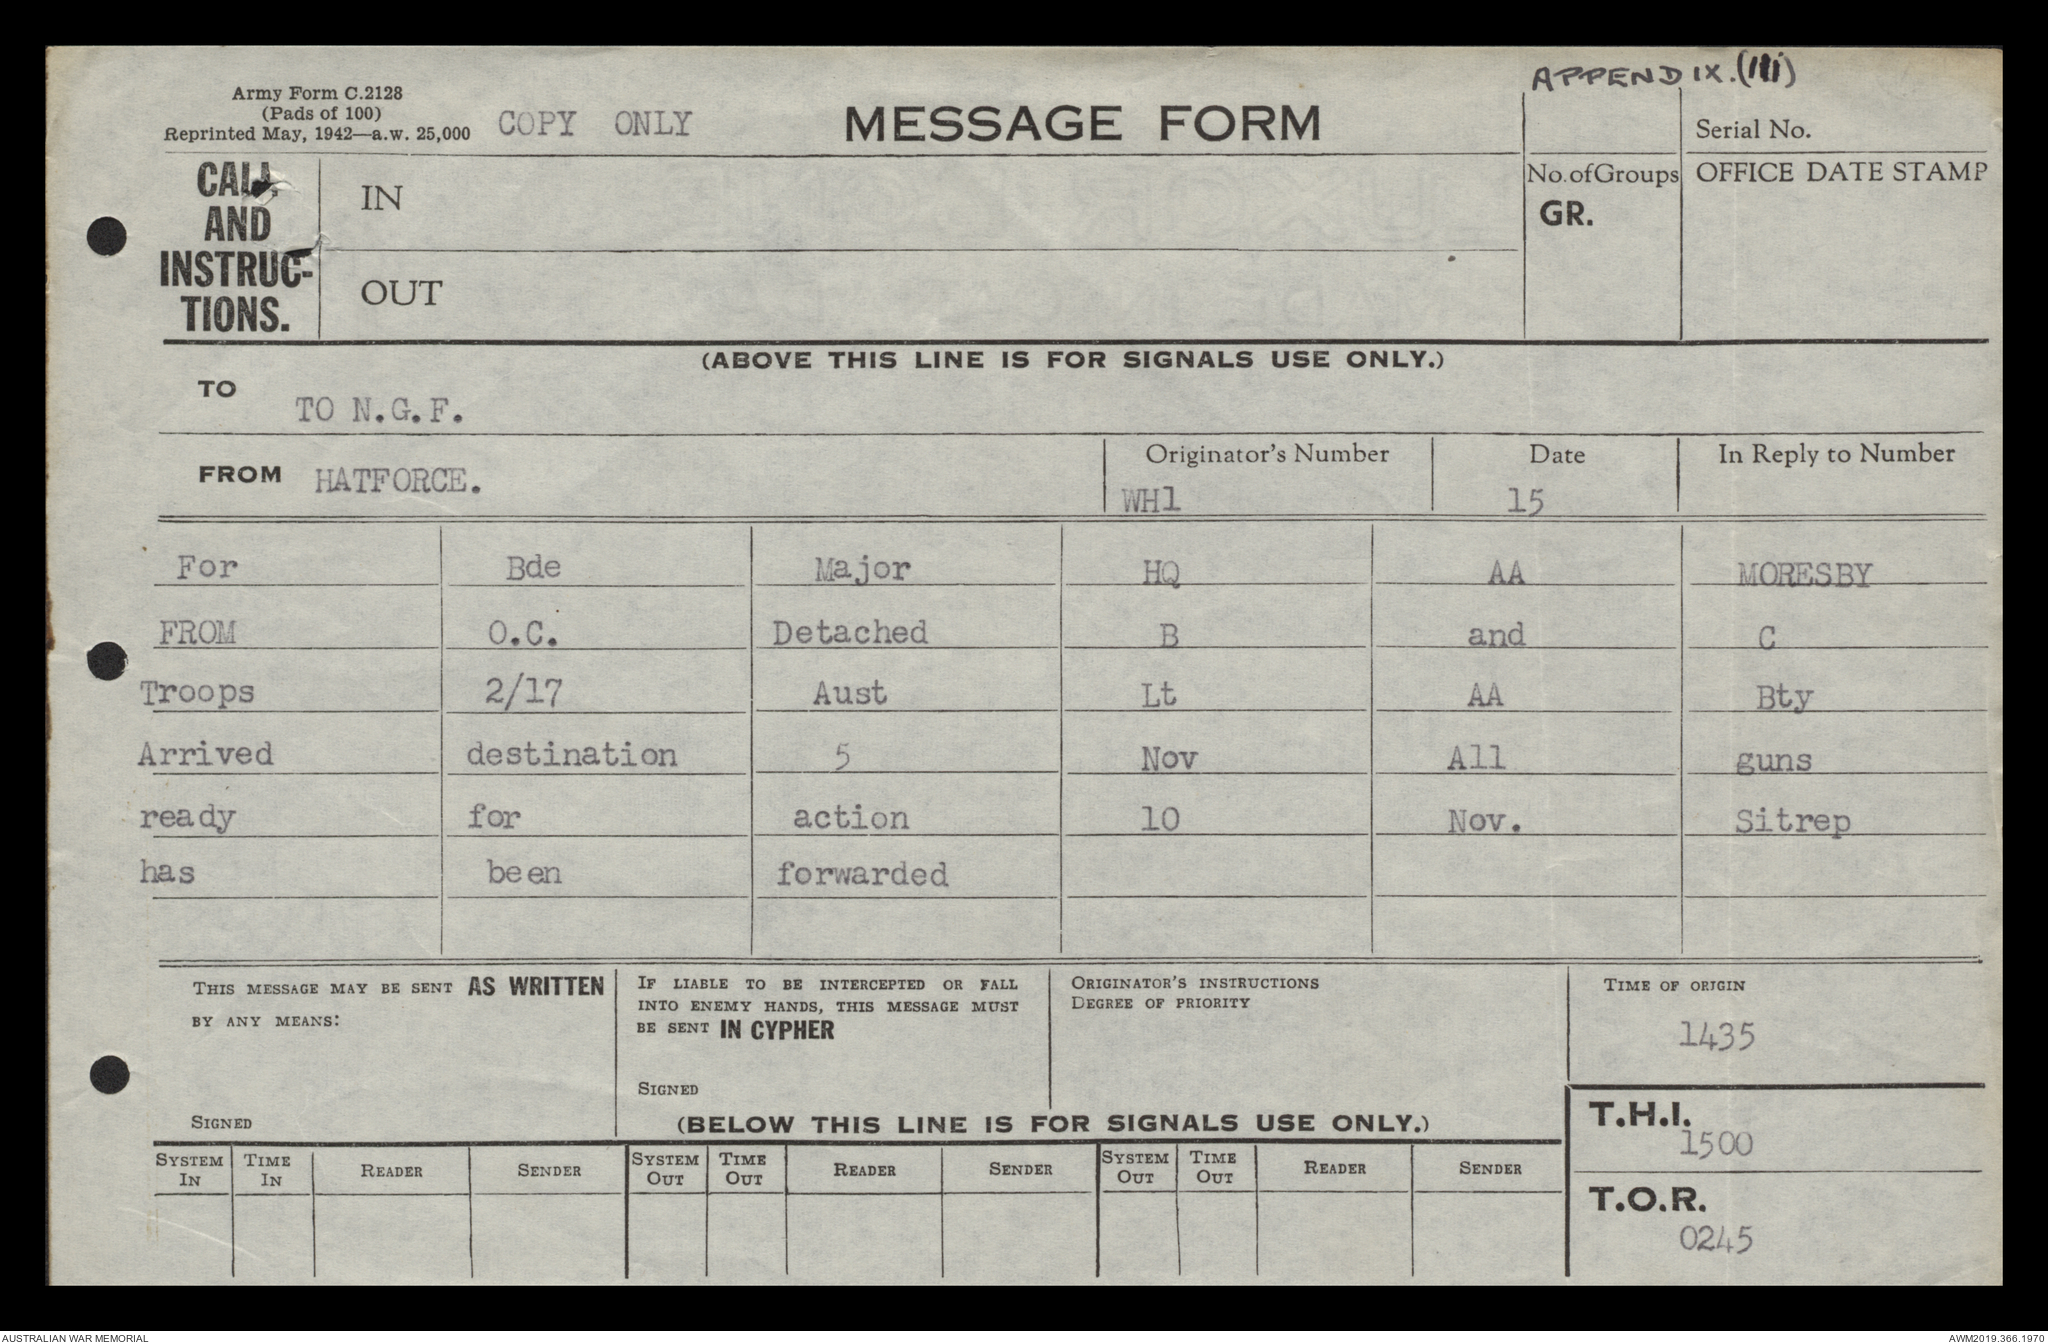 APPENDIX.(III)
Army Form C.2128
(Pads of 100)
Reprinted May, 1942—a.w. 25,000
COPY ONLY
MESSAGE FORM
Serial No.
CALL
AND
INSTRUC-
TIONS.
IN
OUT
No. of Groups
GR.
OFFICE DATE STAMP
(ABOVE THIS LINE IS FOR SIGNALS USE ONLY.)
TO
TO N.G.F.
FROM HATFORCE.
Originator's Number
WH1
Date
15
In Reply to Number
For Bde Major HQ AA MORESBY
FROM O.C. Detached B and C
Troops 2/17 Aust Lt AA Bty
Arrived destination 5 Nov All guns
ready for action 10 Nov. Sitrep
has been forwarded
THIS MESSAGE MAY BE SENT AS WRITTEN
BY ANY MEANS:
SIGNED
IF LIABLE TO BE INTERCEPTED OR FALL
INTO ENEMY HANDS, THIS MESSAGE MUST
BE SENT IN CYPHER
SIGNED
ORIGINATOR'S INSTRUCTIONS
DEGREE OF PRIORITY
TIME OF ORIGIN
1435
(BELOW THIS LINE IS FOR SIGNALS USE ONLY.)
T.H.I.
1500
T.O.R.
0245
SYSTEM IN
TIME IN
READER
SENDER
SYSTEM OUT
TIME OUT
READER
SENDER
SYSTEM OUT
TIME OUT
READER
SENDER
AUSTRALIAN WAR MEMORIAL
AWM2019.366.1970